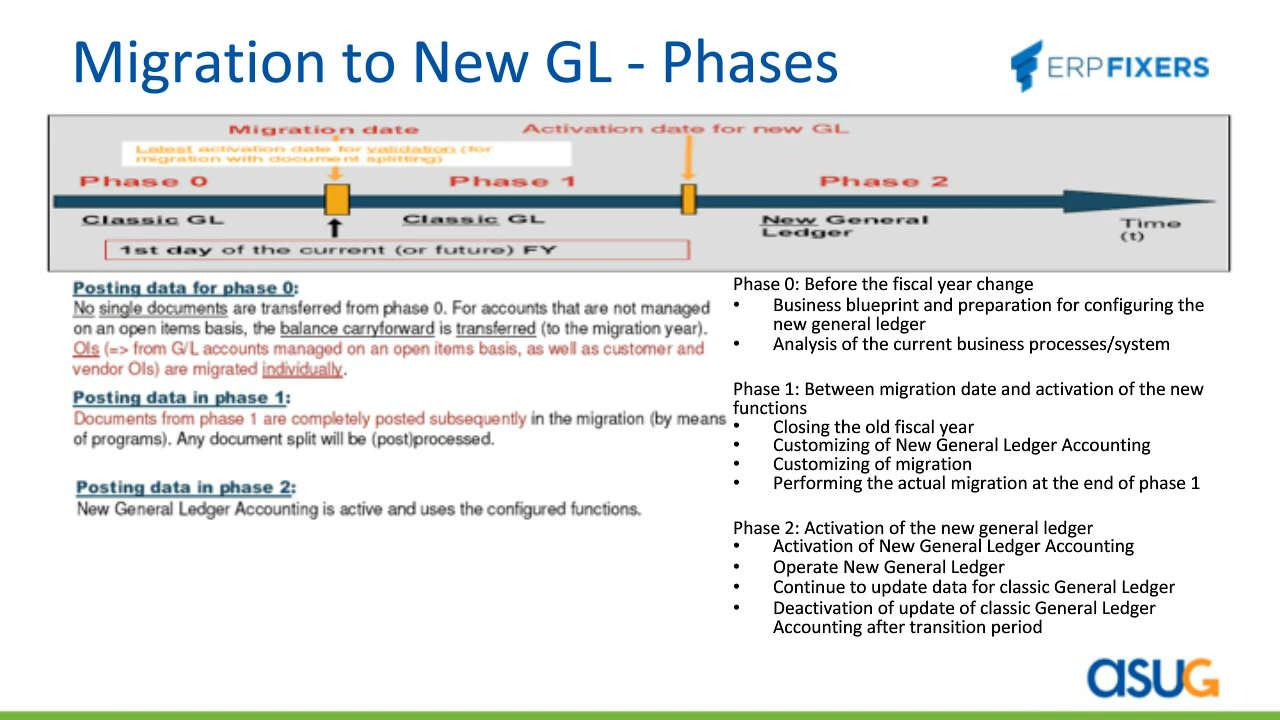 Migration to New GL - Phases
ERPFIXERS
Migration date
Activation date for new GL
Latest activation date for validation (for
migration with document splitting)
Phase 0
Phase 1
Phase 2
Classic GL
Classic GL
New General
Ledger
Time
(t)
1st day of the current (or future) FY
Posting data for phase 0:
No single documents are transferred from phase 0. For accounts that are not managed
on an open items basis, the balance carryforward is transferred (to the migration year).
OIs (=> from G/L accounts managed on an open items basis, as well as customer and
vendor OIs) are migrated individually.
Posting data in phase 1:
Documents from phase 1 are completely posted subsequently in the migration (by means
of programs). Any document split will be (post)processed.
Posting data in phase 2:
New General Ledger Accounting is active and uses the configured functions.
Phase 0: Before the fiscal year change
• Business blueprint and preparation for configuring the
new general ledger
• Analysis of the current business processes/system
Phase 1: Between migration date and activation of the new
functions
• Closing the old fiscal year
• Customizing of New General Ledger Accounting
• Customizing of migration
• Performing the actual migration at the end of phase 1
Phase 2: Activation of the new general ledger
• Activation of New General Ledger Accounting
• Operate New General Ledger
• Continue to update data for classic General Ledger
• Deactivation of update of classic General Ledger
Accounting after transition period
asuG